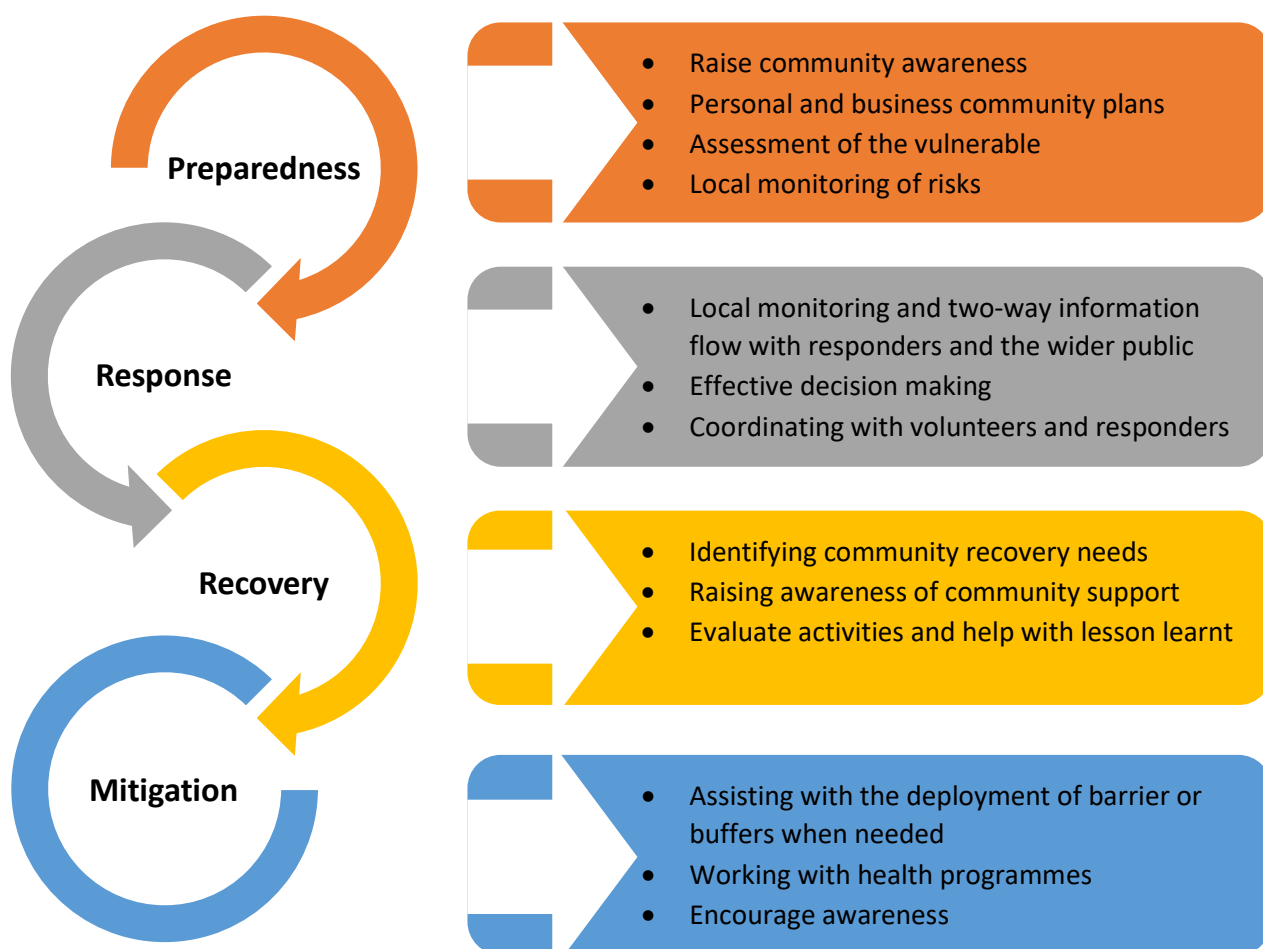 Preparedness
• Raise community awareness
• Personal and business community plans
• Assessment of the vulnerable
• Local monitoring of risks
Response
• Local monitoring and two-way information
flow with responders and the wider public
• Effective decision making
• Coordinating with volunteers and responders
Recovery
• Identifying community recovery needs
• Raising awareness of community support
• Evaluate activities and help with lesson learnt
Mitigation
• Assisting with the deployment of barrier or
buffers when needed
• Working with health programmes
• Encourage awareness